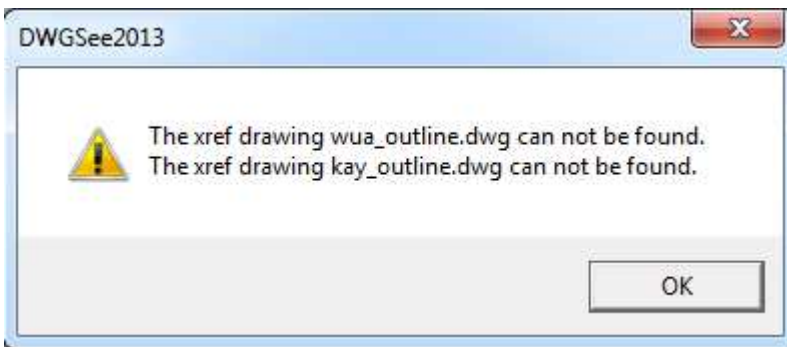 DWGSee2013
The xref drawing wua_outline.dwg can not be found.
The xref drawing kay_outline.dwg can not be found.
OK